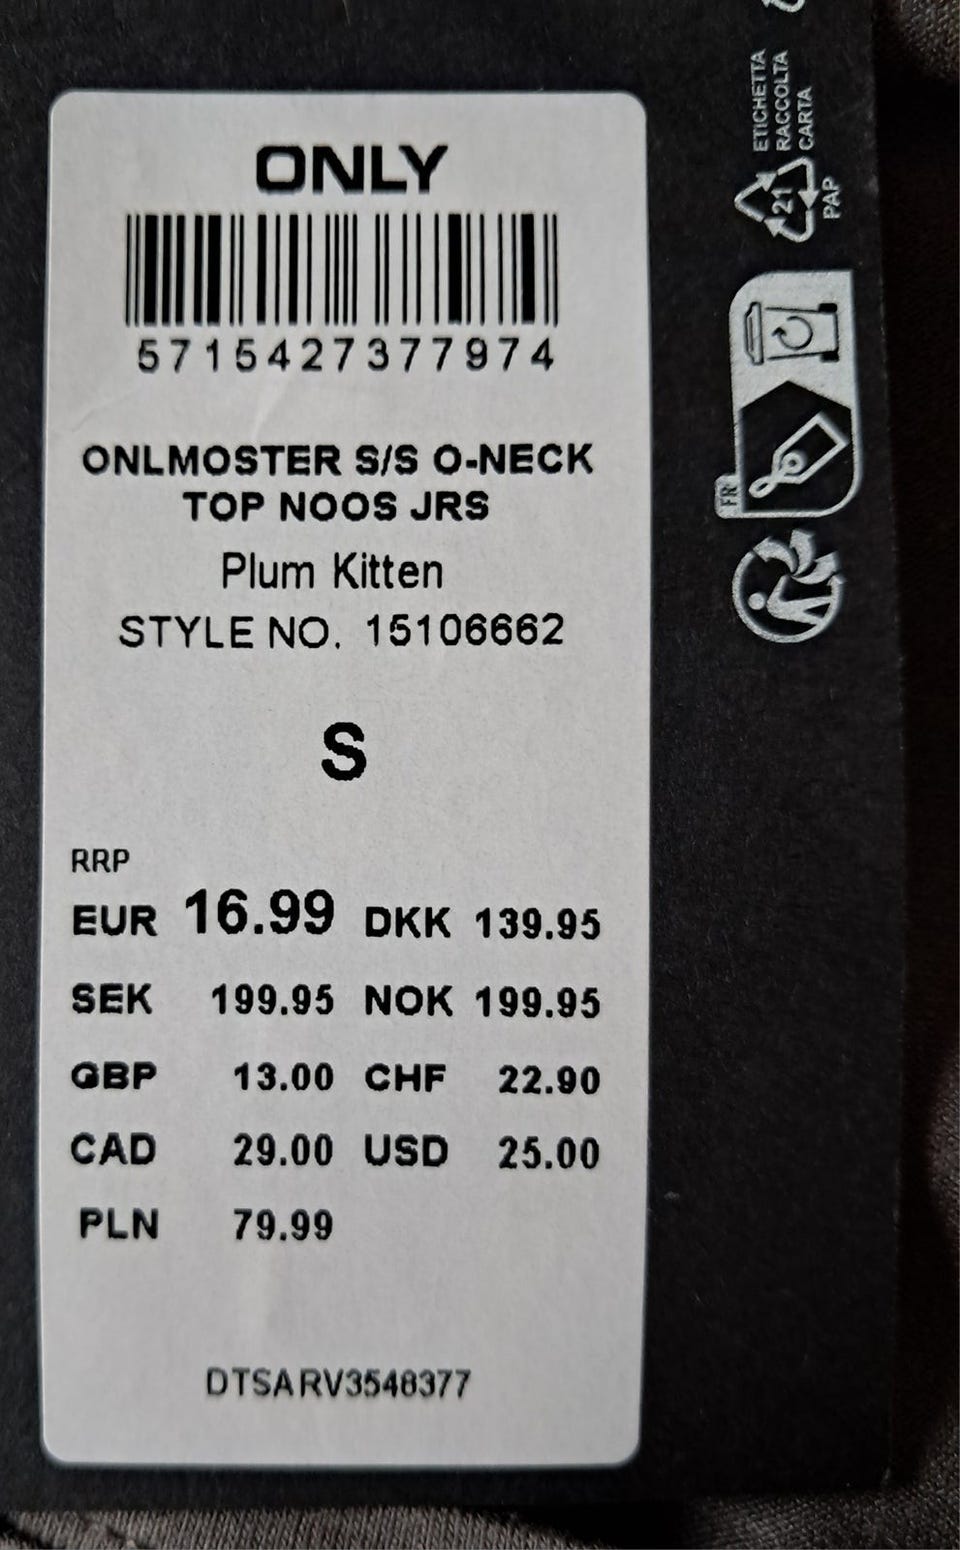 ONLY
5715427377974
ONLMOSTER S/S O-NECK
TOP NOOS JRS
Plum Kitten
STYLE NO. 15106662
S
RRP
EUR 16.99 DKK 139.95
SEK 199.95 NOK 199.95
GBP 13.00 CHF 22.90
CAD 29.00 USD 25.00
PLN 79.99
DTSARV3548377
ETICHETTA
RACCOLTA
CARTA
21
PAP
FR